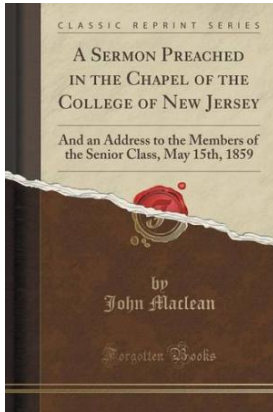 CLASSIC REPRINT SERIES
A SERMON PREACHED
IN THE CHAPEL OF THE
COLLEGE OF NEW JERSEY
And an Address to the Members of
the Senior Class, May 15th, 1859
by
John Maclean
Forgotten Books